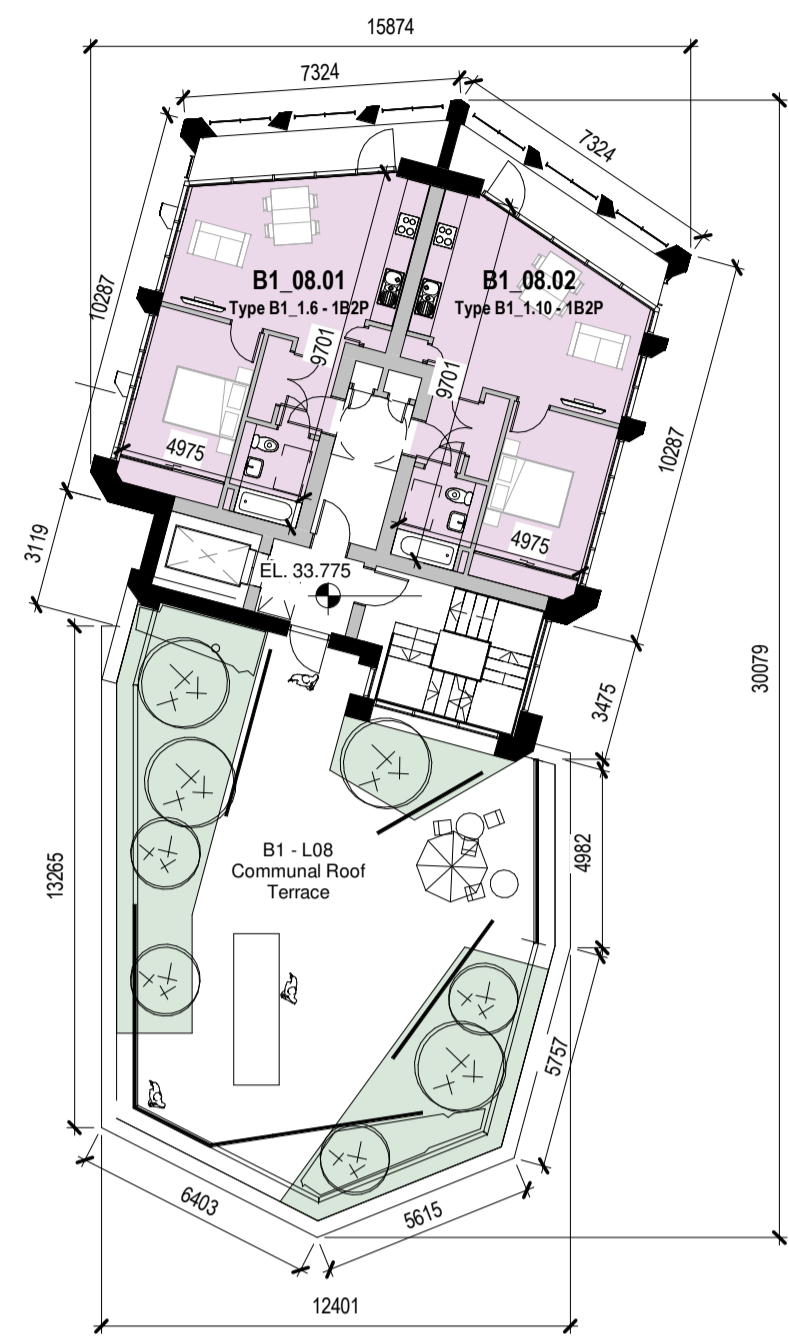 15874
7324
7324
B1_08.01
Type B1_1.6 - 1B2P
B1_08.02
Type B1_1.10 - 1B2P
10287
9701
9701
10287
4975
4975
3119
EL. 33.775
30079
3475
13265
B1 - L08
Communal Roof
Terrace
4982
5757
6403
5615
12401